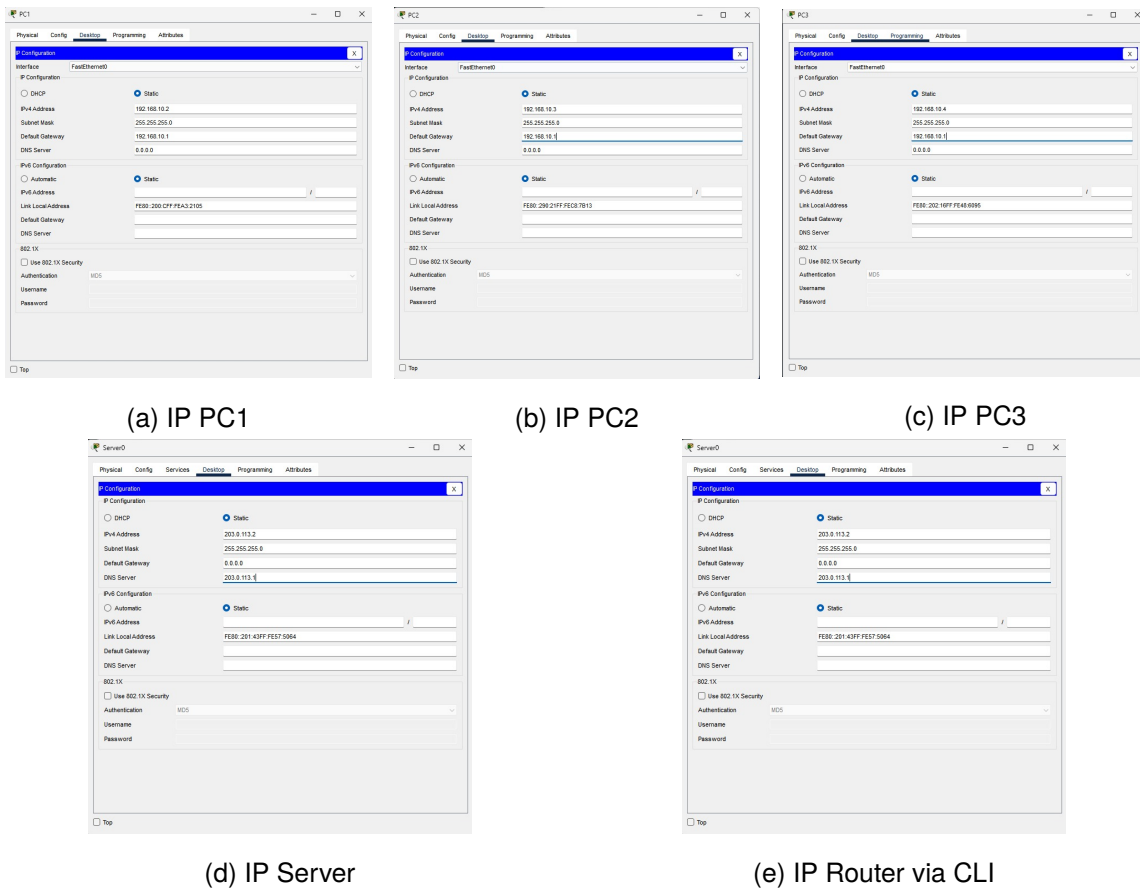 PC1
Physical Config Desktop Programming Attributes
IP Configuration X
Interface FastEthernet0
IP Configuration
DHCP Static
IPv4 Address 192.168.10.2
Subnet Mask 255.255.255.0
Default Gateway 192.168.10.1
DNS Server 0.0.0.0
IPv6 Configuration
Automatic Static
IPv6 Address /
Link Local Address FE80::200:CFF:FEA3:2105
Default Gateway
DNS Server
802.1X
Use 802.1X Security
Authentication MD5
Username
Password
Top
(a) IP PC1
PC2
Physical Config Desktop Programming Attributes
IP Configuration X
Interface FastEthernet0
IP Configuration
DHCP Static
IPv4 Address 192.168.10.3
Subnet Mask 255.255.255.0
Default Gateway 192.168.10.1
DNS Server 0.0.0.0
IPv6 Configuration
Automatic Static
IPv6 Address /
Link Local Address FE80::290:21FF:FEC8:7B13
Default Gateway
DNS Server
802.1X
Use 802.1X Security
Authentication MD5
Username
Password
Top
(b) IP PC2
PC3
Physical Config Desktop Programming Attributes
IP Configuration X
Interface FastEthernet0
IP Configuration
DHCP Static
IPv4 Address 192.168.10.4
Subnet Mask 255.255.255.0
Default Gateway 192.168.10.1
DNS Server 0.0.0.0
IPv6 Configuration
Automatic Static
IPv6 Address /
Link Local Address FE80::202:16FF:FE48:6095
Default Gateway
DNS Server
802.1X
Use 802.1X Security
Authentication MD5
Username
Password
Top
(c) IP PC3
Server0
Physical Config Services Desktop Programming Attributes
IP Configuration X
IP Configuration
DHCP Static
IPv4 Address 203.0.113.2
Subnet Mask 255.255.255.0
Default Gateway 0.0.0.0
DNS Server 203.0.113.1
IPv6 Configuration
Automatic Static
IPv6 Address /
Link Local Address FE80::201:43FF:FE57:5064
Default Gateway
DNS Server
802.1X
Use 802.1X Security
Authentication MD5
Username
Password
Top
(d) IP Server
Server0
Physical Config Services Desktop Programming Attributes
IP Configuration X
IP Configuration
DHCP Static
IPv4 Address 203.0.113.2
Subnet Mask 255.255.255.0
Default Gateway 0.0.0.0
DNS Server 203.0.113.1
IPv6 Configuration
Automatic Static
IPv6 Address /
Link Local Address FE80::201:43FF:FE57:5064
Default Gateway
DNS Server
802.1X
Use 802.1X Security
Authentication MD5
Username
Password
Top
(e) IP Router via CLI